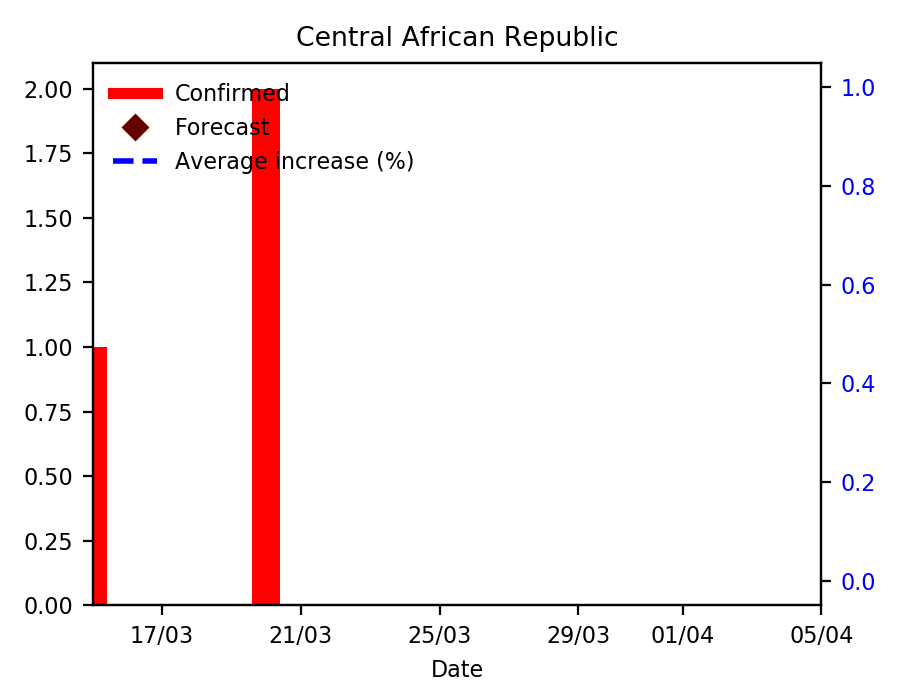 Central African Republic
Confirmed
Forecast
Average increase (%)
2.00
1.75
1.50
1.25
1.00
0.75
0.50
0.25
0.00
1.0
0.8
0.6
0.4
0.2
0.0
17/03 21/03 25/03 29/03 01/04 05/04
Date